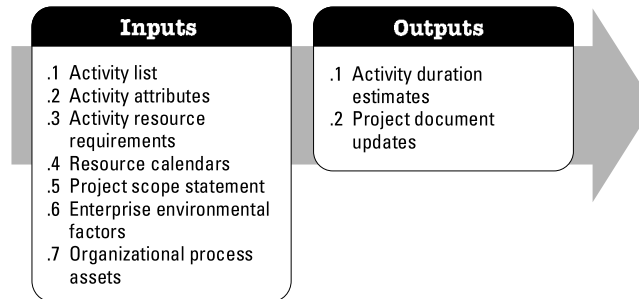 Inputs
.1 Activity list
.2 Activity attributes
.3 Activity resource
requirements
.4 Resource calendars
.5 Project scope statement
.6 Enterprise environmental
factors
.7 Organizational process
assets
Outputs
.1 Activity duration
estimates
.2 Project document
updates